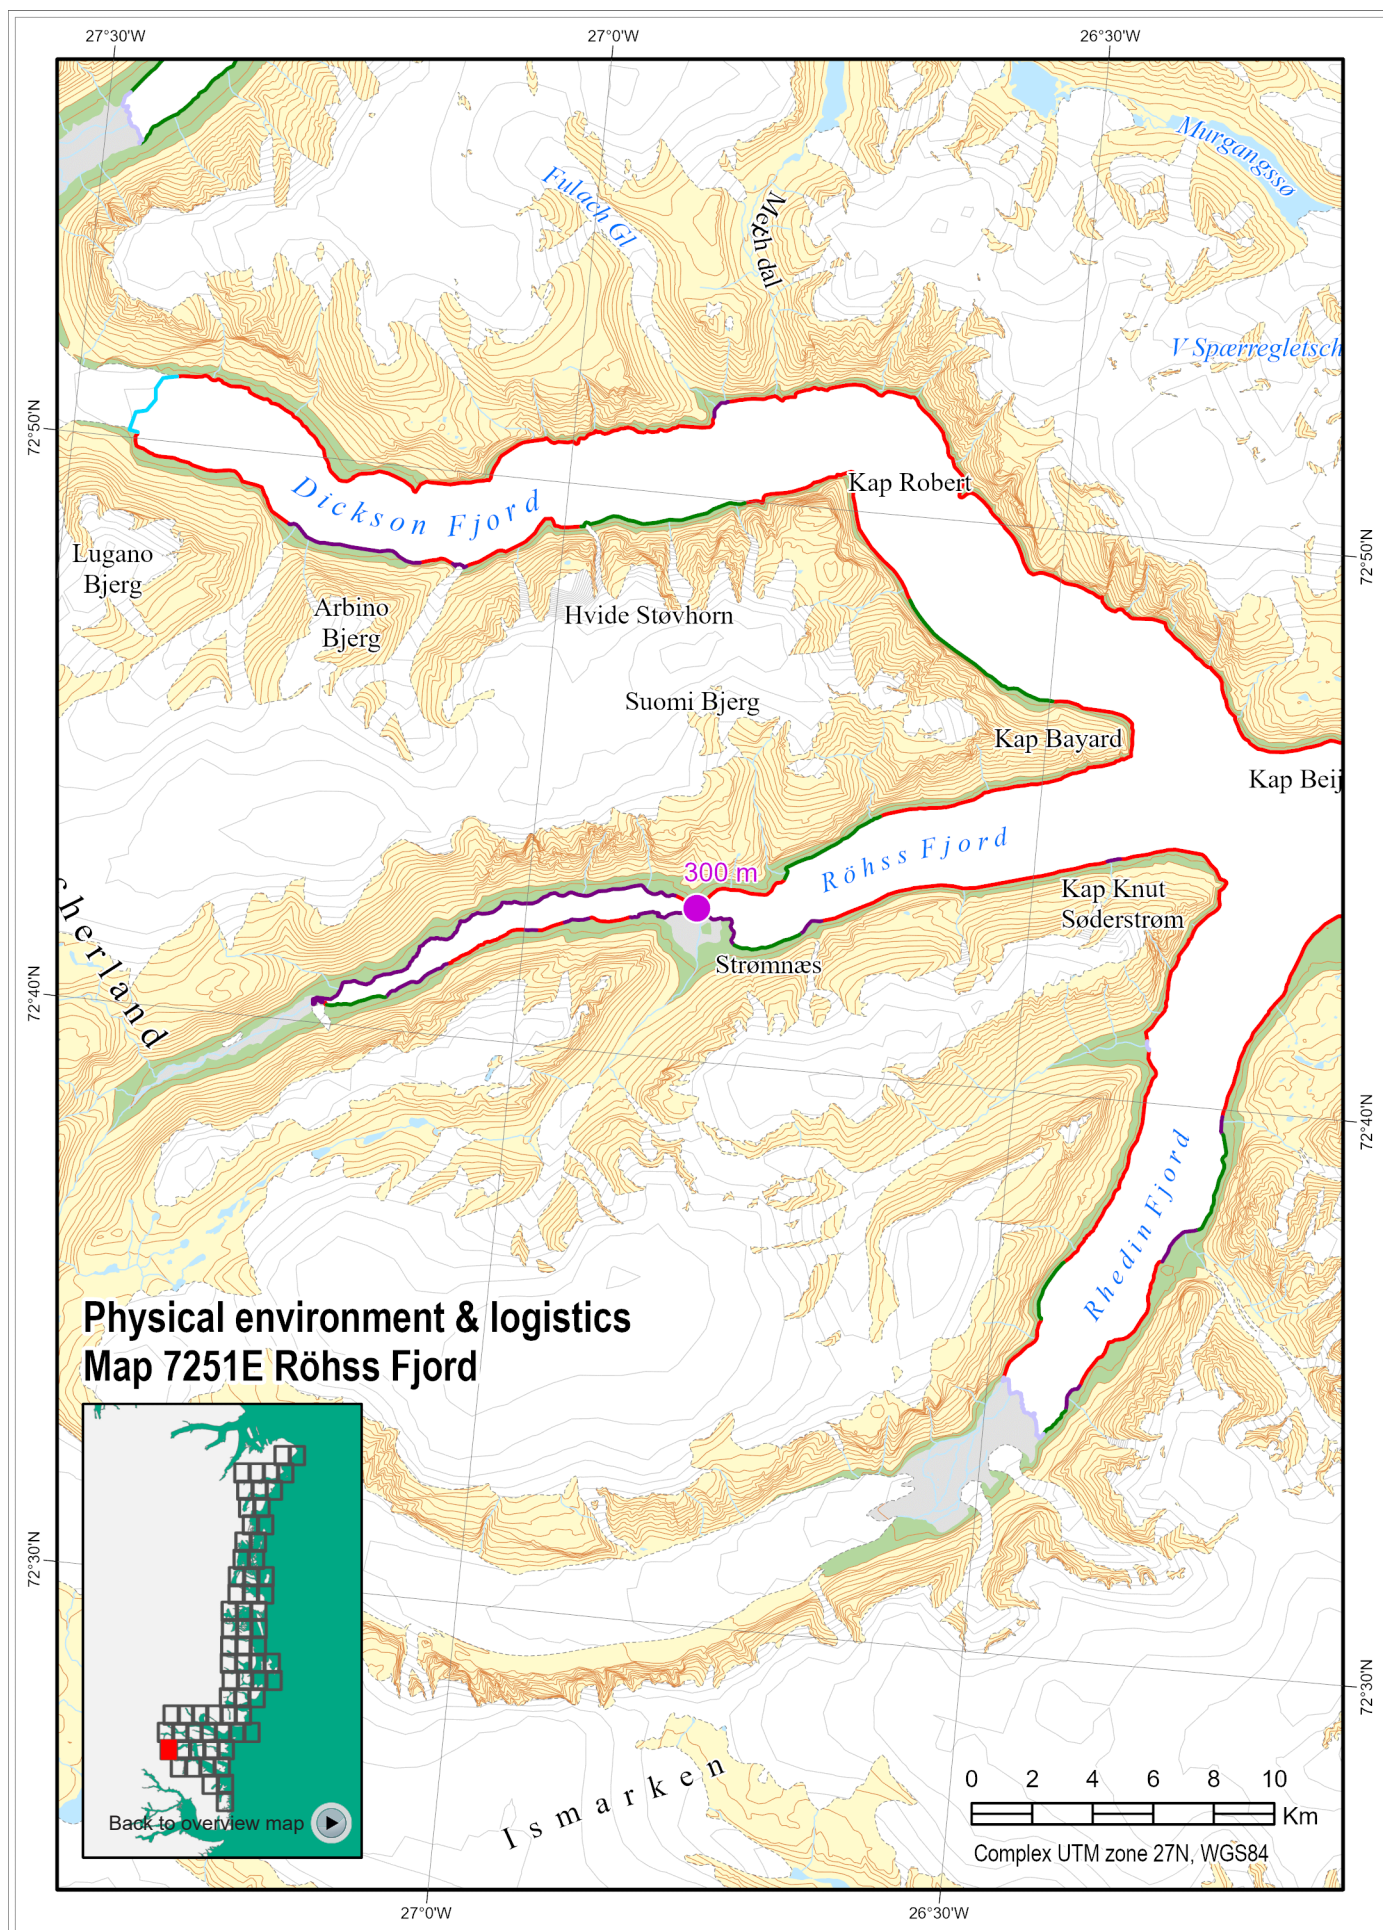 27°30'W
27°0'W
26°30'W
Murgangssø
Fulach Gl
Mech dal
V Spærregletsch
72°50'N
Kap Robert
Dickson Fjord
72°50'N
Lugano
Bjerg
Arbino
Bjerg
Hvide Støvhorn
Suomi Bjerg
Kap Bayard
Kap Beij
Röhss Fjord
300 m
Kap Knut
Søderstrøm
cherland
Strømnæs
72°40'N
72°40'N
Rhedin Fjord
Physical environment & logistics
Map 7251E Röhss Fjord
72°30'N
72°30'N
Ismarken
Back to overview map
0 2 4 6 8 10
Km
Complex UTM zone 27N, WGS84
27°0'W
26°30'W